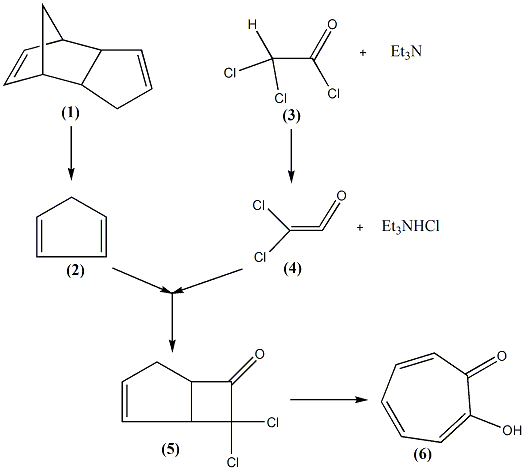 H
O
+
Et3N
Cl
Cl
Cl
(1)
(3)
O
Cl
+
Et3NHCl
Cl
(2)
(4)
O
O
Cl
OH
(5)
Cl
(6)